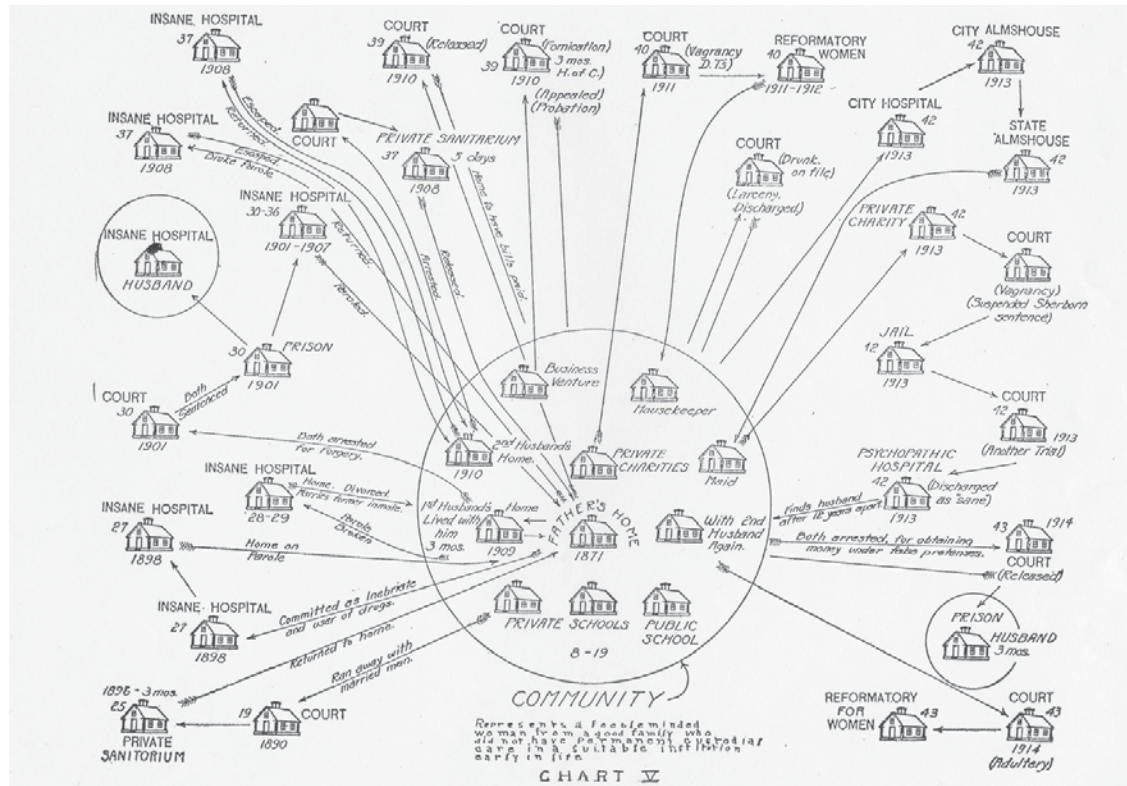 INSANE HOSPITAL
37
1908
COURT
39
(Released)
1910
COURT
39
(Fornication)
3 mos.
H. of C.)
1910
(Appealed)
(Probation)
COURT
40
(Vagrancy
D.TS)
1911
REFORMATORY
WOMEN
40
1911-1912
CITY ALMSHOUSE
42
1913
INSANE HOSPITAL
37
1908
Escaped.
Returned.
Escaped.
Broke Parole
COURT
PRIVATE SANITARIUM
37
5 days
1908
Home to have bills paid.
CITY HOSPITAL
42
1913
STATE
ALMSHOUSE
42
1913
COURT
(Drunk.
on file)
(Larceny.
Discharged)
INSANE HOSPITAL
30-36
1901-1907
Returned.
Paroled.
Arrested.
Released.
PRIVATE
CHARITY
42
1913
COURT
(Vagrancy)
(Suspended Sherborn
sentence)
INSANE HOSPITAL
HUSBAND
PRISON
30
1901
JAIL
42
1913
COURT
30
1901
Both
Sentenced
Both arrested
for forgery.
Business
Venture
Housekeeper
COURT
42
1913
(Another Trial)
2nd Husband's
Home.
1910
PRIVATE
CHARITIES
Maid
PSYCHOPATHIC
HOSPITAL
42
(Discharged
as "sane")
1913
Finds husband
after 12 years apart
INSANE HOSPITAL
28-29
Home. Divorced.
Marries former inmate.
Parole
Broken
1st Husband's Home
Lived with
him
3 mos.
1909
FATHER'S HOME
1871
With 2nd
Husband
Again.
INSANE HOSPITAL
27
1898
Home on
Parole
Both arrested, for obtaining
money under false pretenses.
43
1914
COURT
(Released)
INSANE HOSPITAL
27
1898
Committed as Inebriate
and user of drugs.
Returned to home.
PRIVATE SCHOOLS
PUBLIC
SCHOOL
8-19
PRISON
HUSBAND
3 mos.
1896-3 mos.
25
PRIVATE
SANITORIUM
19
COURT
1890
Ran away with
married man.
COMMUNITY
REFORMATORY
FOR
WOMEN
43
COURT
43
1914
(Adultery)
Represents a feebleminded
woman from a good family who
did not have permanent custodial
care in a suitable institution
early in life
CHART V